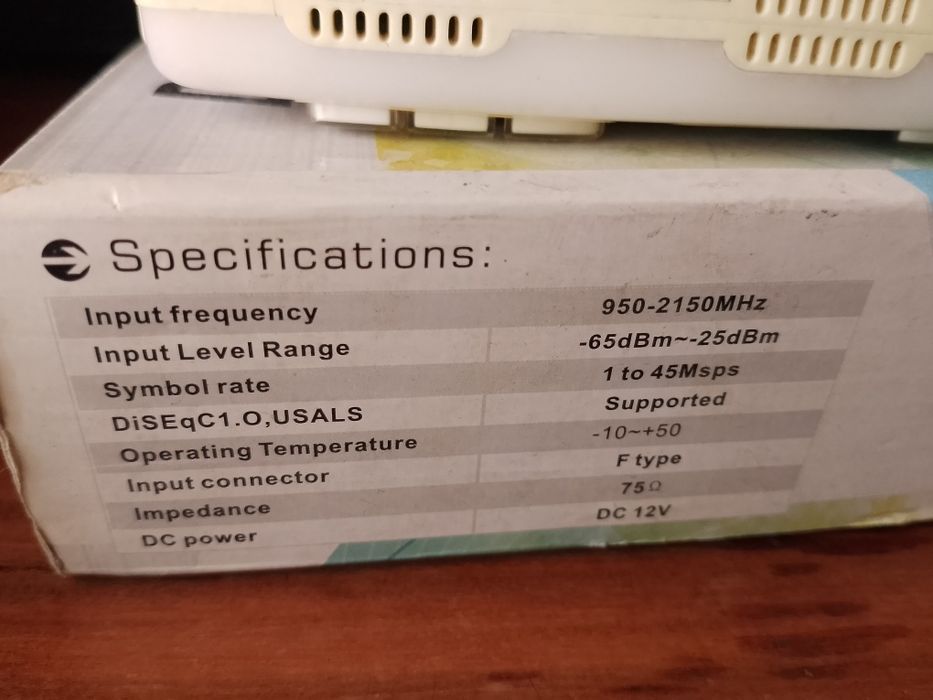 Specifications:
Input frequency 950-2150MHz
Input Level Range -65dBm~-25dBm
Symbol rate 1 to 45Msps
DiSEqC1.O,USALS Supported
Operating Temperature -10~+50
Input connector F type
Impedance 75Ω
DC power DC 12V